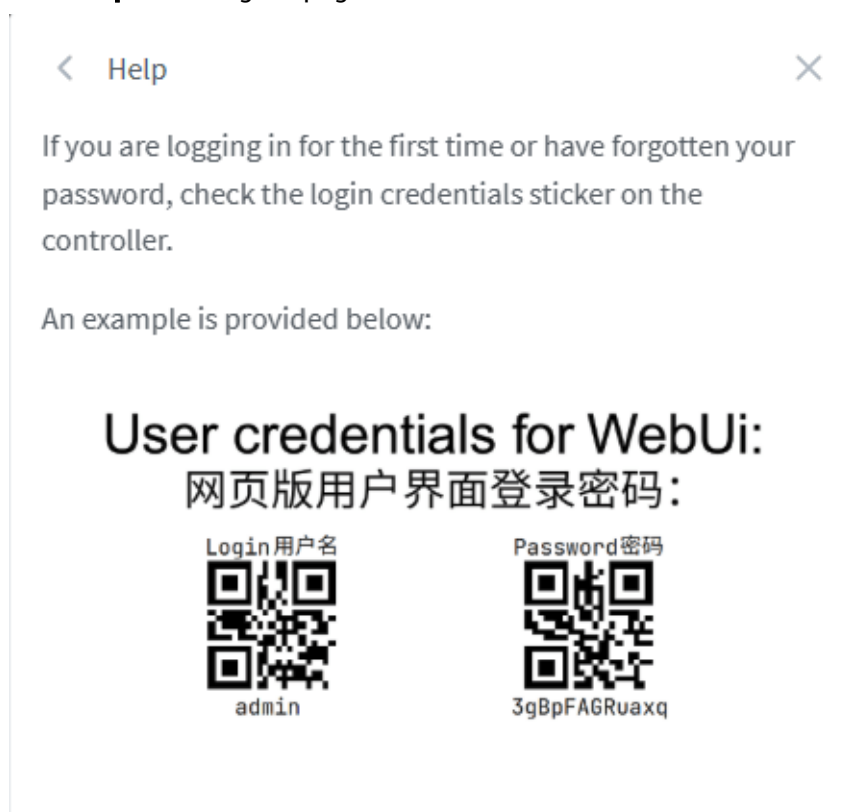 Help
If you are logging in for the first time or have forgotten your
password, check the login credentials sticker on the
controller.
An example is provided below:
User credentials for WebUi:
网页版用户界面登录密码：
Login用户名
Password密码
admin
3gBpFAGRuaxq